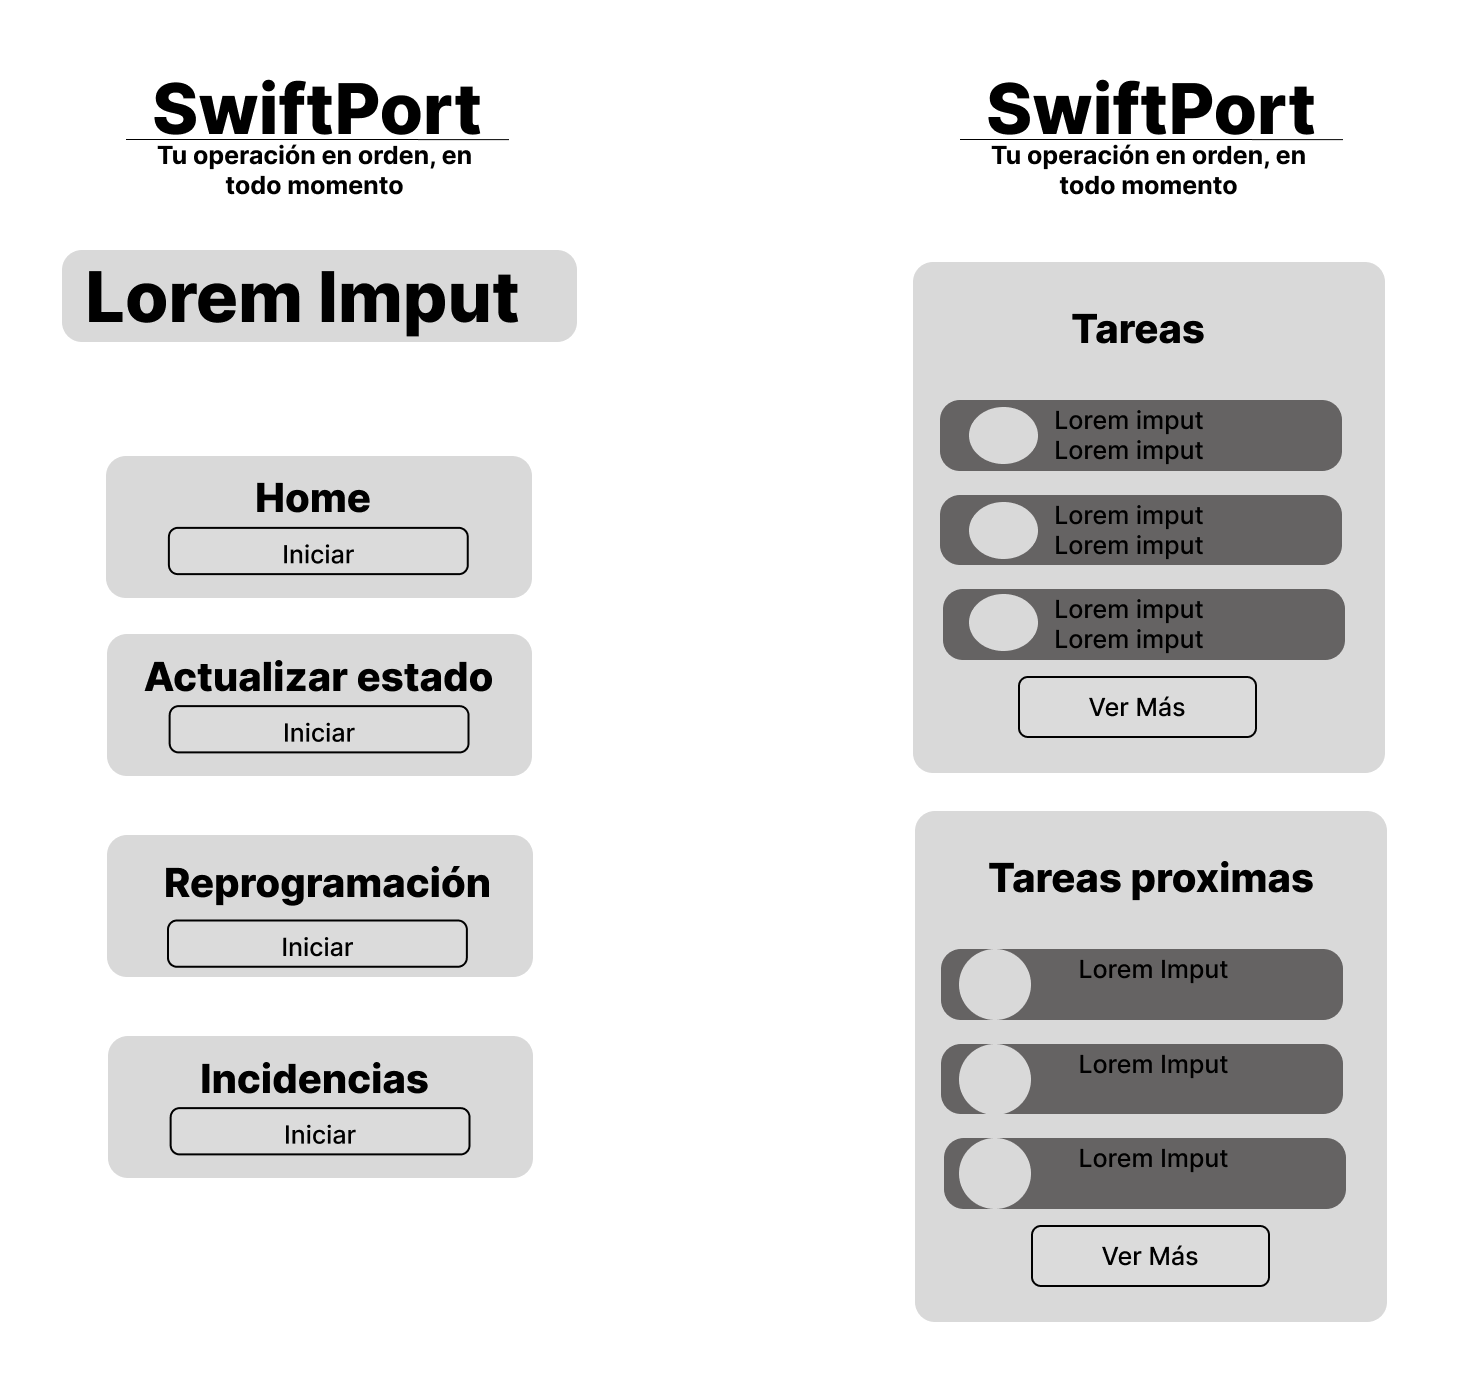 SwiftPort
Tu operación en orden, en
todo momento
Lorem Imput
Home
Iniciar
Actualizar estado
Iniciar
Reprogramación
Iniciar
Incidencias
Iniciar
SwiftPort
Tu operación en orden, en
todo momento
Tareas
Lorem imput
Lorem imput
Lorem imput
Lorem imput
Lorem imput
Lorem imput
Ver Más
Tareas proximas
Lorem Imput
Lorem Imput
Lorem Imput
Ver Más